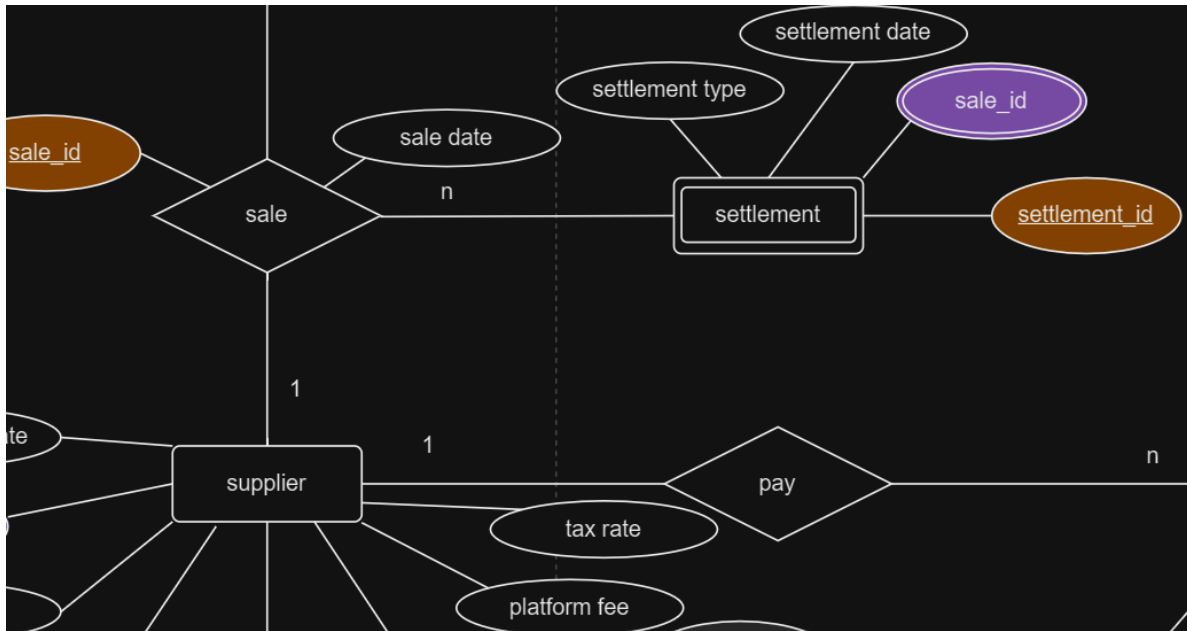 settlement date
settlement type
sale_id
sale date
sale_id
n
sale
settlement
settlement_id
1
1
n
supplier
pay
tax rate
platform fee